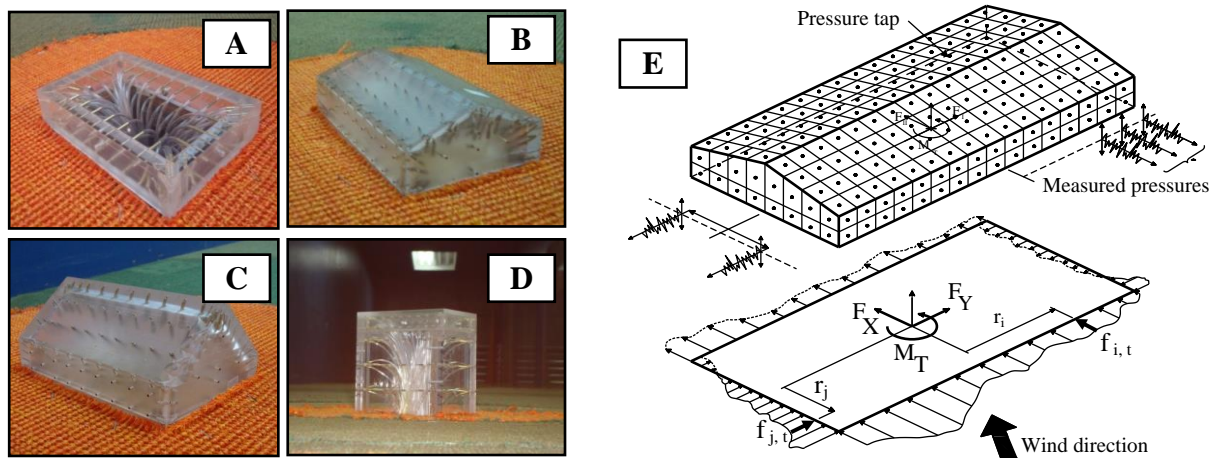 A
B
C
D
E
Pressure tap
M
Measured pressures
F X
F Y
M T
r i
r j
f i, t
f j, t
Wind direction